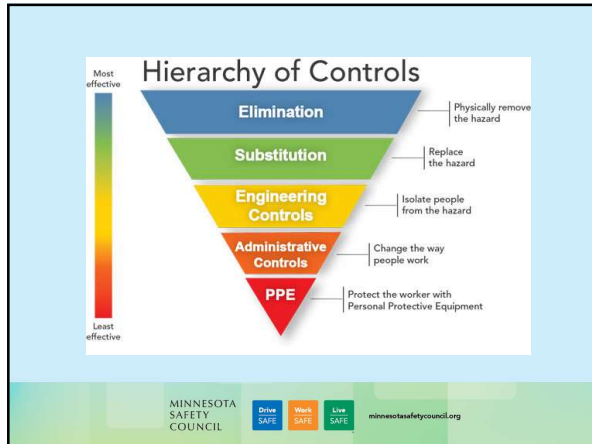 Hierarchy of Controls
Most
effective
Elimination
Physically remove
the hazard
Substitution
Replace
the hazard
Engineering
Controls
Isolate people
from the hazard
Administrative
Controls
Change the way
people work
PPE
Protect the worker with
Personal Protective Equipment
Least
effective
MINNESOTA
SAFETY
COUNCIL
Drive
SAFE
Work
SAFE
Live
SAFE
minnesotasafetycouncil.org